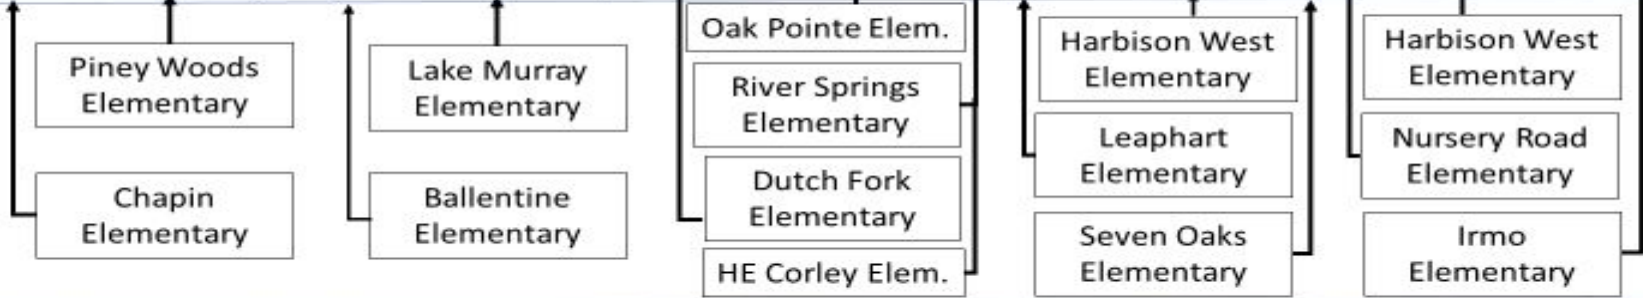 Piney Woods
Elementary
Chapin
Elementary
Lake Murray
Elementary
Ballentine
Elementary
Oak Pointe Elem.
River Springs
Elementary
Dutch Fork
Elementary
HE Corley Elem.
Harbison West
Elementary
Leaphart
Elementary
Seven Oaks
Elementary
Harbison West
Elementary
Nursery Road
Elementary
Irmo
Elementary